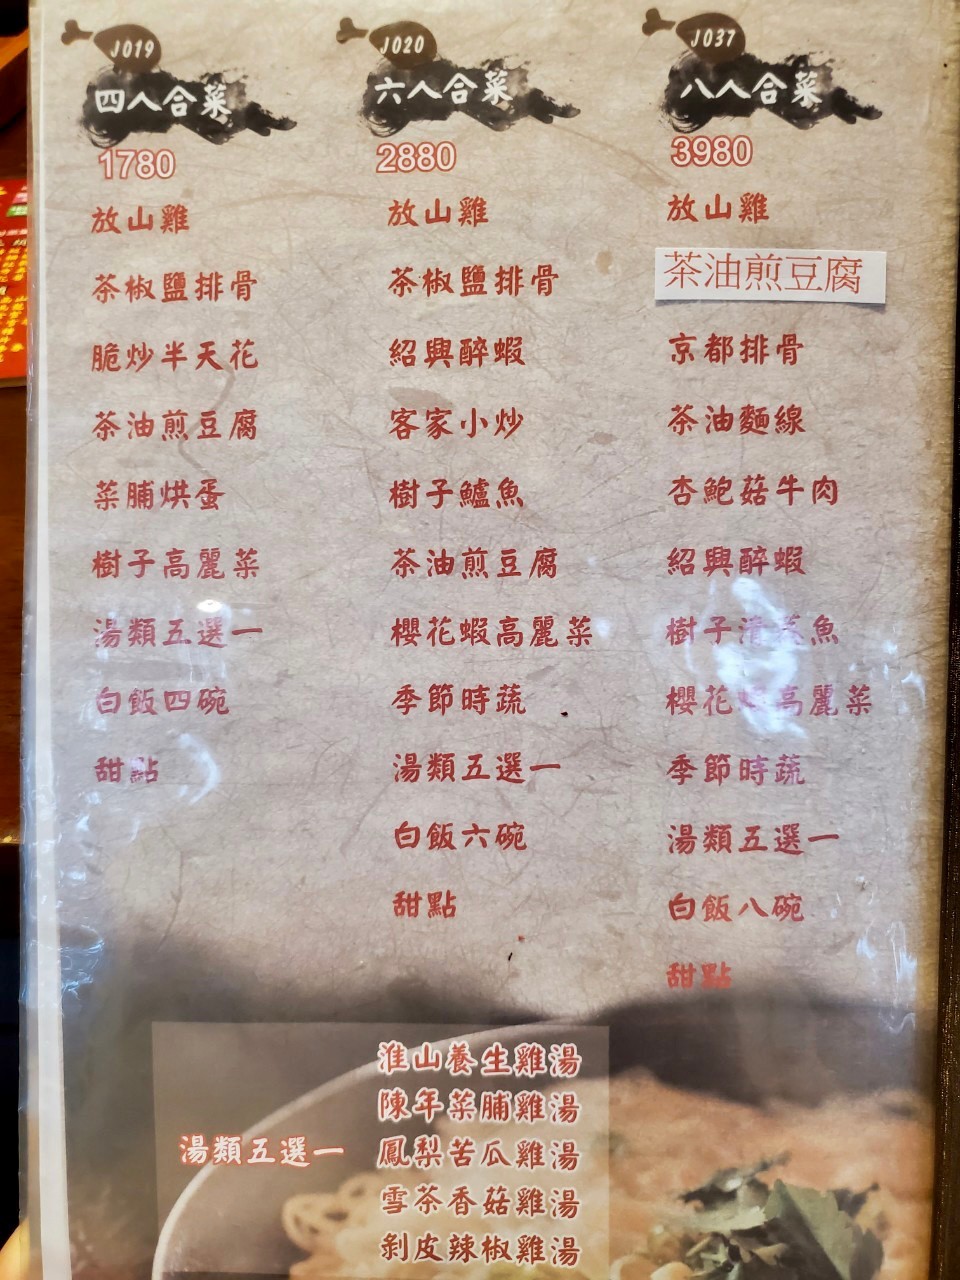 J019
四人合菜
1780
放山雞
茶椒鹽排骨
脆炒半天花
茶油煎豆腐
菜脯烘蛋
樹子高麗菜
湯類五選一
白飯四碗
甜點
J020
六人合菜
2880
放山雞
茶椒鹽排骨
紹興醉蝦
客家小炒
樹子鱸魚
茶油煎豆腐
櫻花蝦高麗菜
季節時蔬
湯類五選一
白飯六碗
甜點
J037
八人合菜
3980
放山雞
茶油煎豆腐
京都排骨
茶油麵線
杏鮑菇牛肉
紹興醉蝦
樹子清蒸魚
櫻花蝦高麗菜
季節時蔬
湯類五選一
白飯八碗
甜點
湯類五選一
淮山養生雞湯
陳年菜脯雞湯
鳳梨苦瓜雞湯
雪茶香菇雞湯
剝皮辣椒雞湯